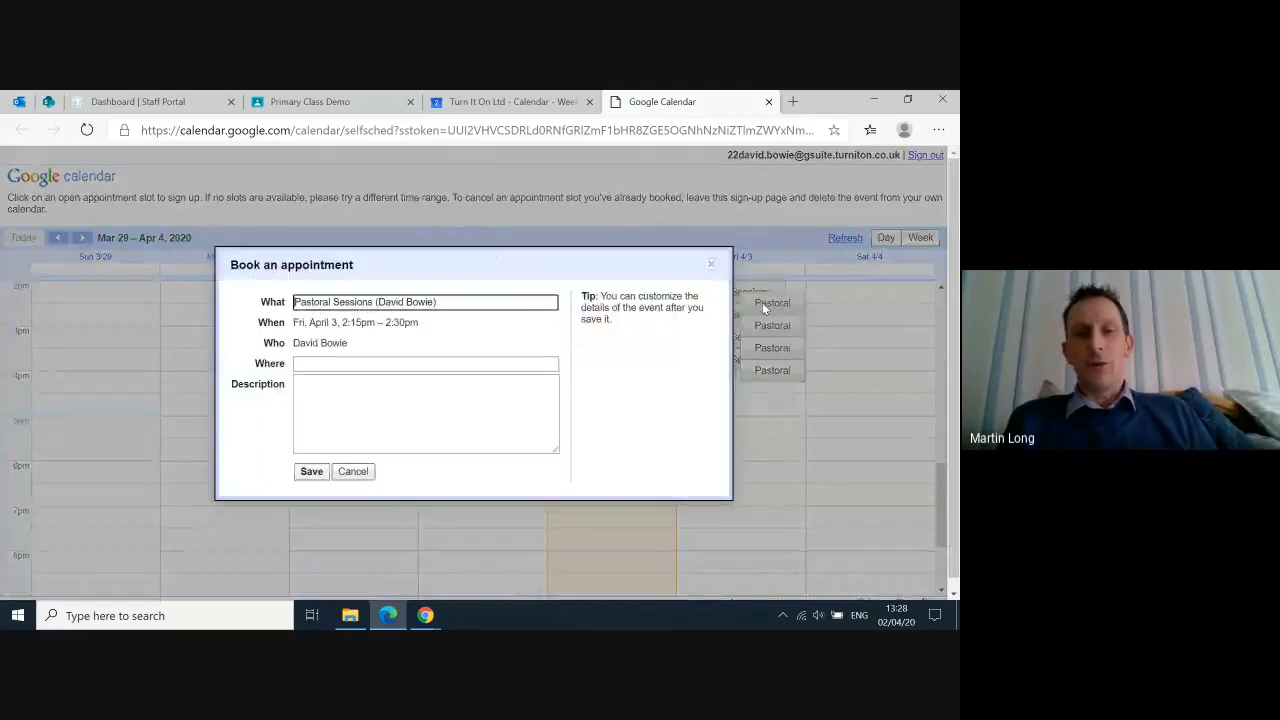 Dashboard | Staff Portal
Primary Class Demo
Turn It On Ltd - Calendar - Wee
Google Calendar
https://calendar.google.com/calendar/selfsched?sstoken=UUI2VHVCSDRLd0RNfGRlZmF1bHR8ZGE5OGNhNzNiZTlmZWYxNm...
22david.bowie@gsuite.turniton.co.uk | Sign out
Google calendar
Click on an open appointment slot to sign up. If no slots are available, please try a different time range. To cancel an appointment slot you've already booked, leave this sign-up page and delete the event from your own
calendar.
Today Mar 29 – Apr 4, 2020 Refresh Day Week
Sun 3/29 Fri 4/3 Sat 4/4
Book an appointment
What Pastoral Sessions (David Bowie)
When Fri, April 3, 2:15pm – 2:30pm
Who David Bowie
Where
Description
Save Cancel
Tip: You can customize the
details of the event after you
save it.
Pastoral
Pastoral
Pastoral
Pastoral
4pm
6pm
7pm
8pm
Martin Long
Type here to search
ENG
13:28
02/04/20